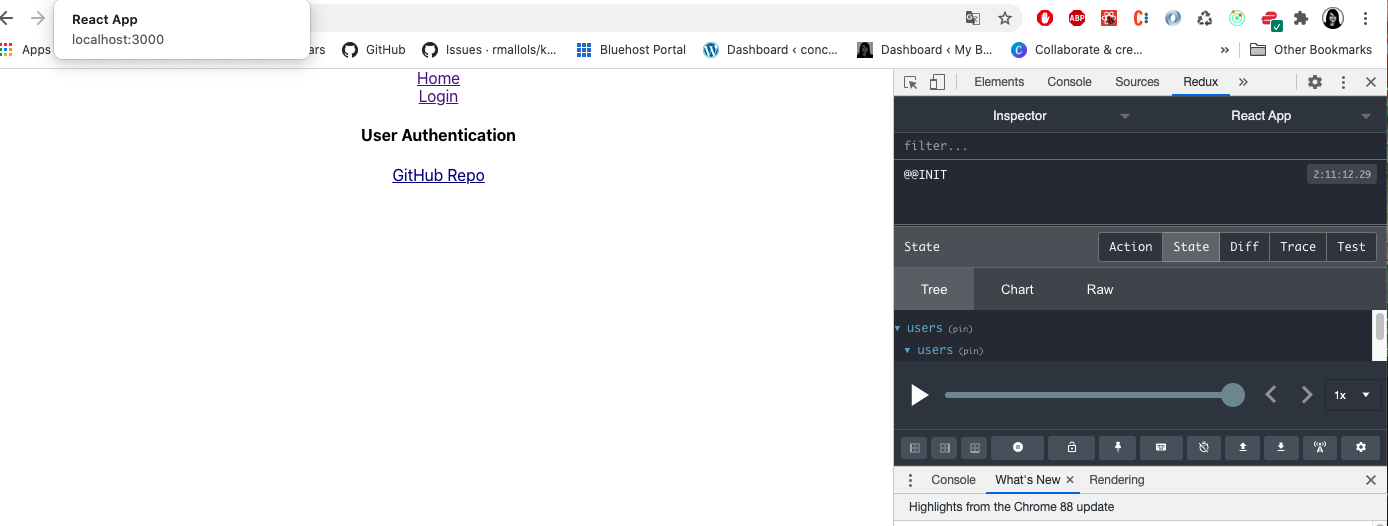 React App
localhost:3000
ABP
Apps
ars
GitHub
Issues · rmallols/k...
Bluehost Portal
Dashboard ‹ conc...
Dashboard ‹ My B...
Collaborate & cre...
»
Other Bookmarks
Home
Login
User Authentication
GitHub Repo
Elements Console Sources Redux »
Inspector React App
filter...
@@INIT 2:11:12.29
State Action State Diff Trace Test
Tree Chart Raw
users (pin)
users (pin)
1x
Console What's New Rendering
Highlights from the Chrome 88 update